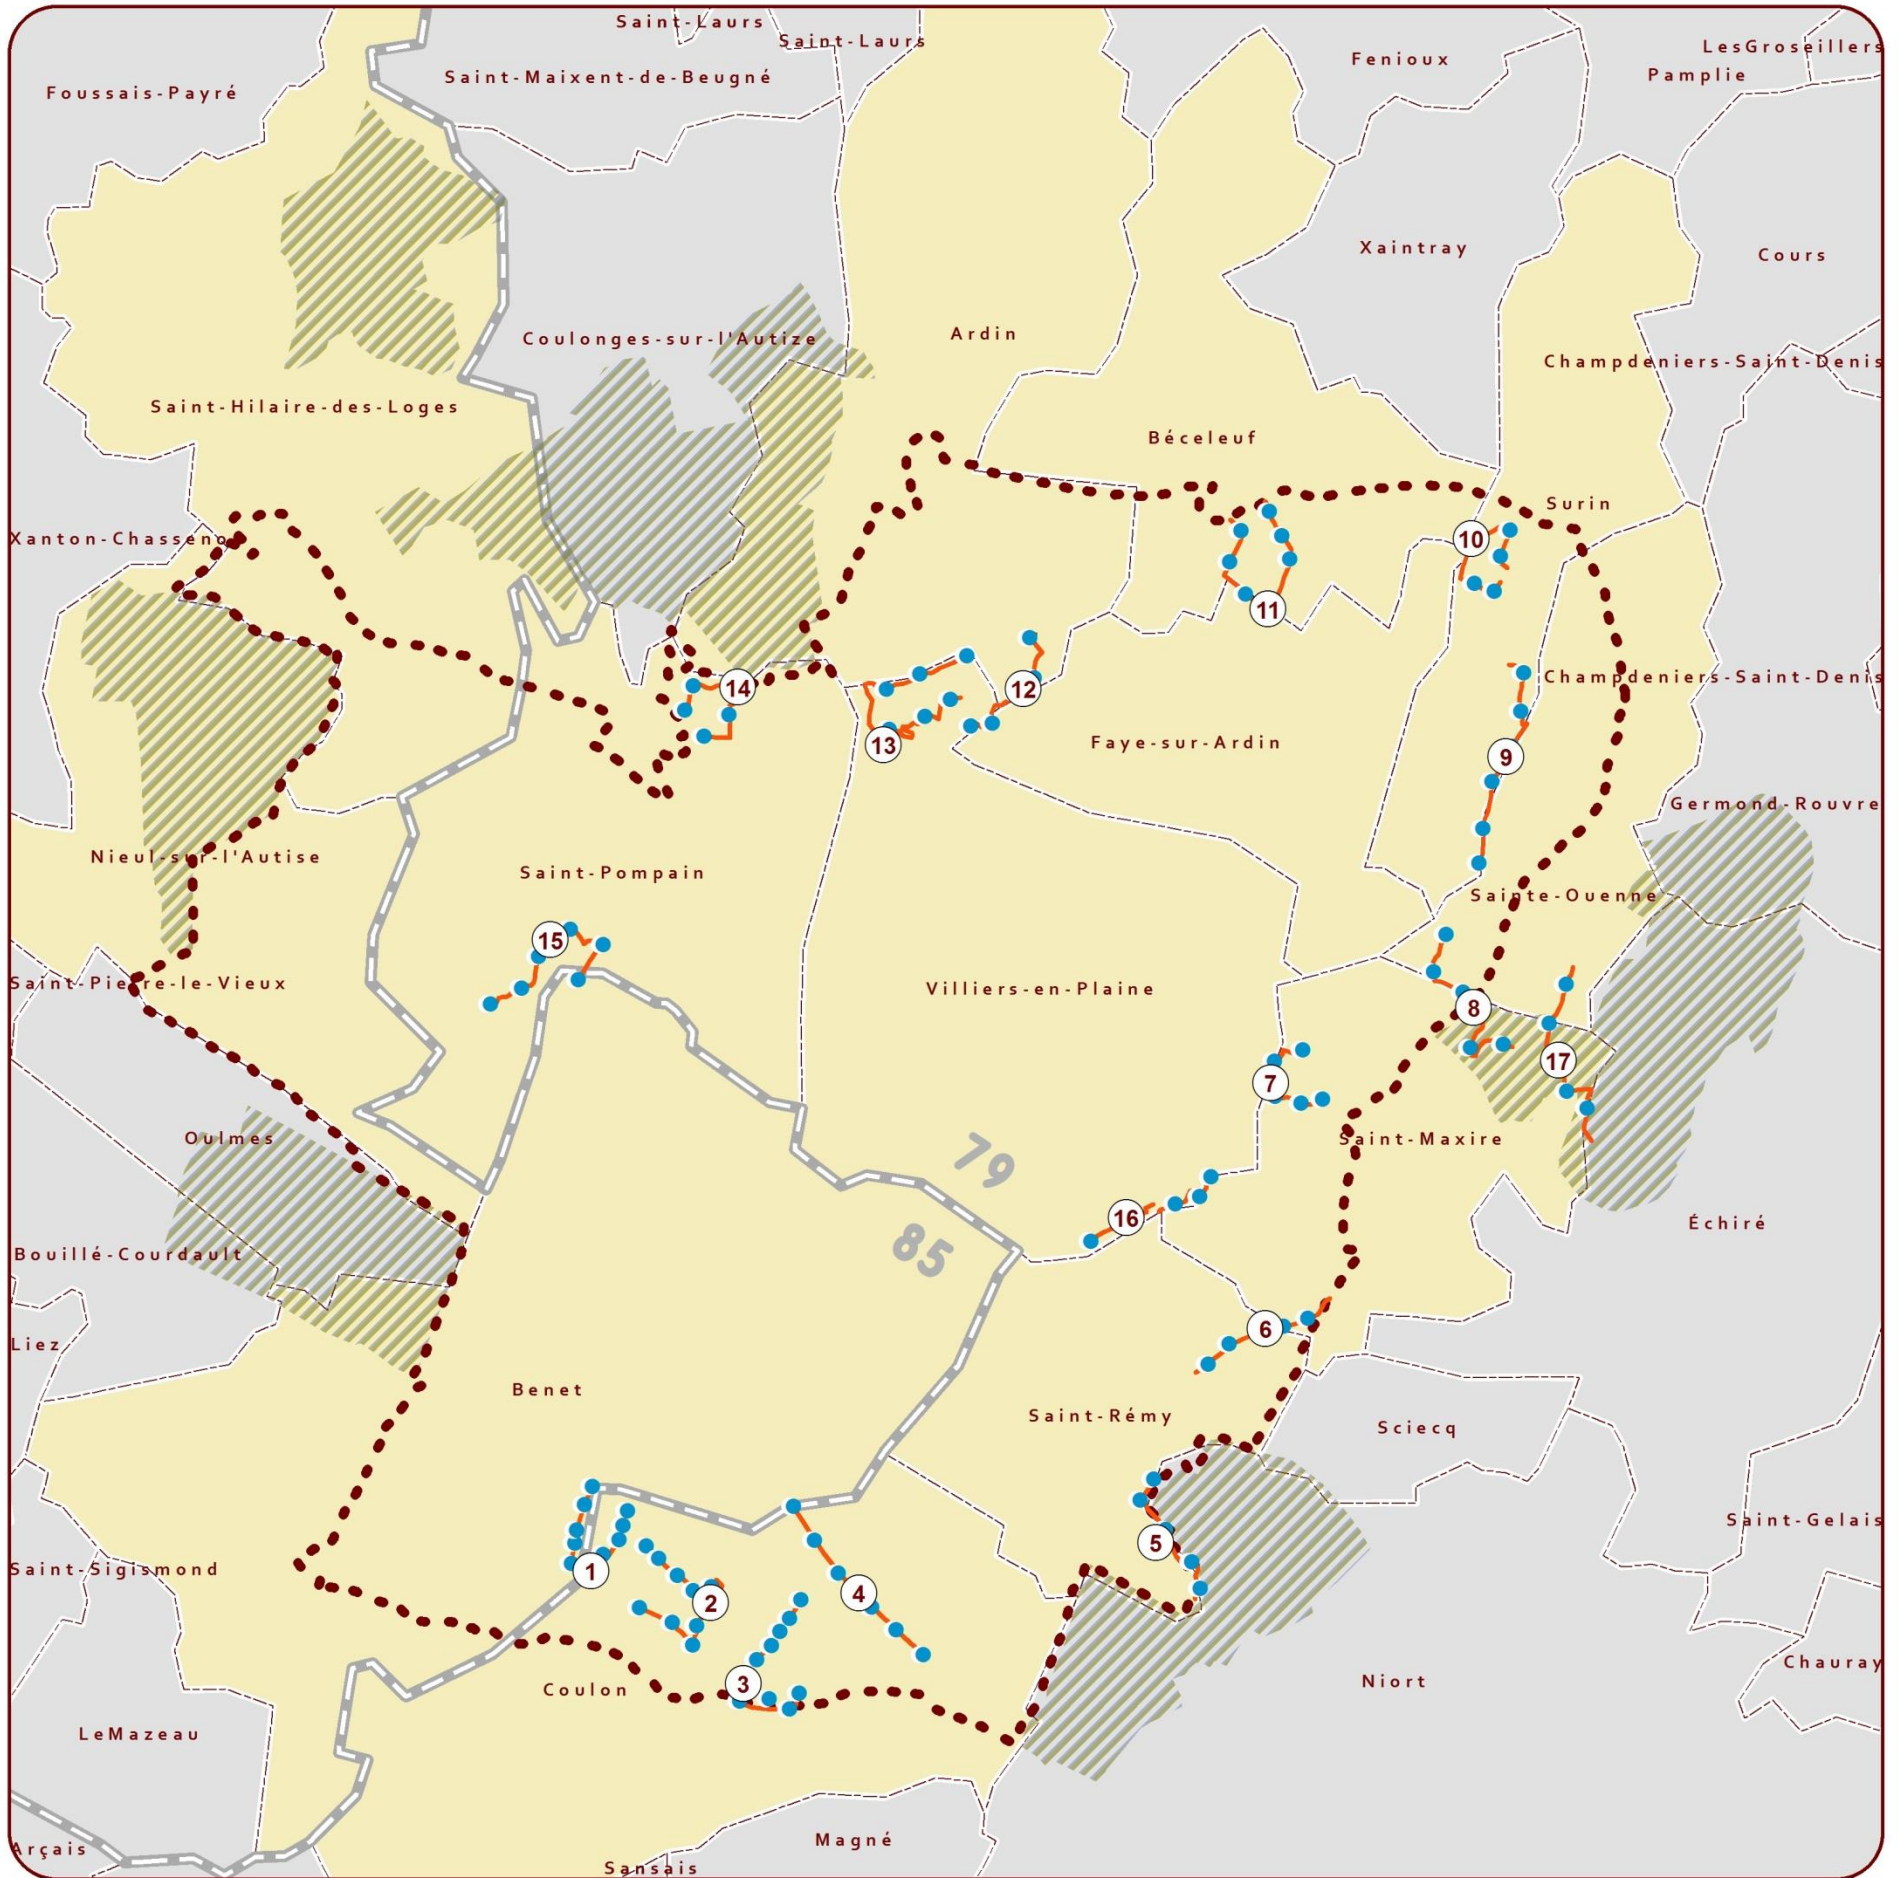 Saint-Laurs
Saint-Laurs
LesGroseillers
Fenioux
Pamplie
Saint-Maixent-de-Beugné
Foussais-Payré
Xaintray
Cours
Ardin
Coulonges-sur-l'Autize
Champdeniers-Saint-Denis
Saint-Hilaire-des-Loges
Béceleuf
Surin
Xanton-Chassenon
10
11
Champdeniers-Saint-Denis
14
12
13
Faye-sur-Ardin
9
Germond-Rouvre
Nieul-sur-l'Autise
Saint-Pompain
Sainte-Ouenne
15
Saint-Pierre-le-Vieux
Villiers-en-Plaine
8
17
7
Oulmes
Saint-Maxire
79
16
Échiré
85
Bouillé-Courdault
6
Liez
Benet
Saint-Rémy
Sciecq
Saint-Gelais
5
Saint-Sigismond
1
4
2
Chauray
Niort
3
Coulon
LeMazeau
Magné
Arçais
Sansais